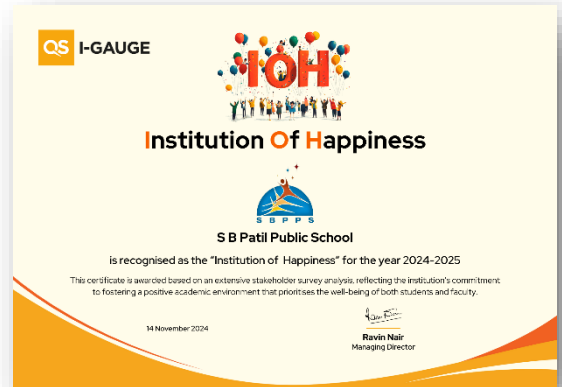 QS I-GAUGE
IOH
Institution Of Happiness
SBPPS
S B Patil Public School
is recognised as the "Institution of Happiness" for the year 2024-2025
This certificate is awarded based on an extensive stakeholder survey analysis, reflecting the institution's commitment
to fostering a positive academic environment that prioritises the well-being of both students and faculty.
14 November 2024
Ravin Nair
Managing Director